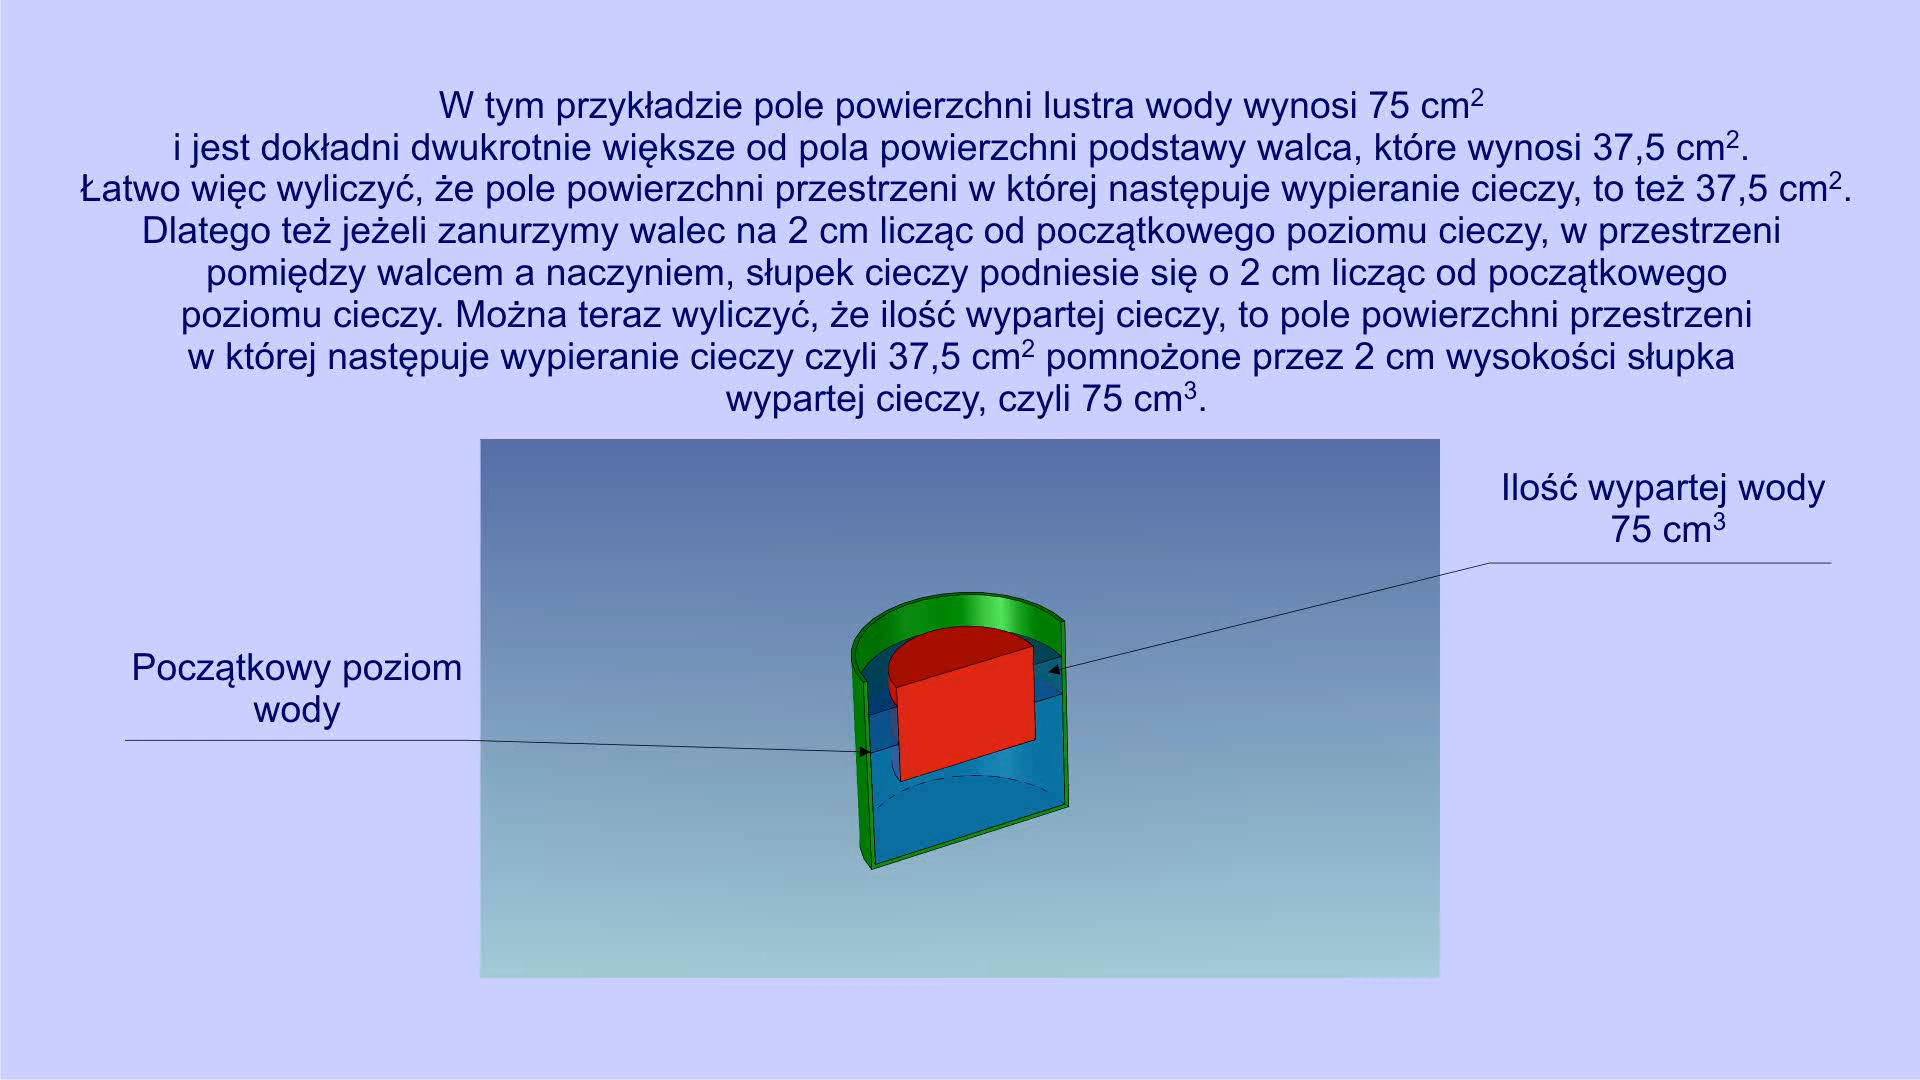 W tym przykładzie pole powierzchni lustra wody wynosi 75 cm²
i jest dokładni dwukrotnie większe od pola powierzchni podstawy walca, które wynosi 37,5 cm².
Łatwo więc wyliczyć, że pole powierzchni przestrzeni w której następuje wypieranie cieczy, to też 37,5 cm².
Dlatego też jeżeli zanurzymy walec na 2 cm licząc od początkowego poziomu cieczy, w przestrzeni
pomiędzy walcem a naczyniem, słupek cieczy podniesie się o 2 cm licząc od początkowego
poziomu cieczy. Można teraz wyliczyć, że ilość wypartej cieczy, to pole powierzchni przestrzeni
w której następuje wypieranie cieczy czyli 37,5 cm² pomnożone przez 2 cm wysokości słupka
wypartej cieczy, czyli 75 cm³.
Ilość wypartej wody
75 cm³
Początkowy poziom
wody